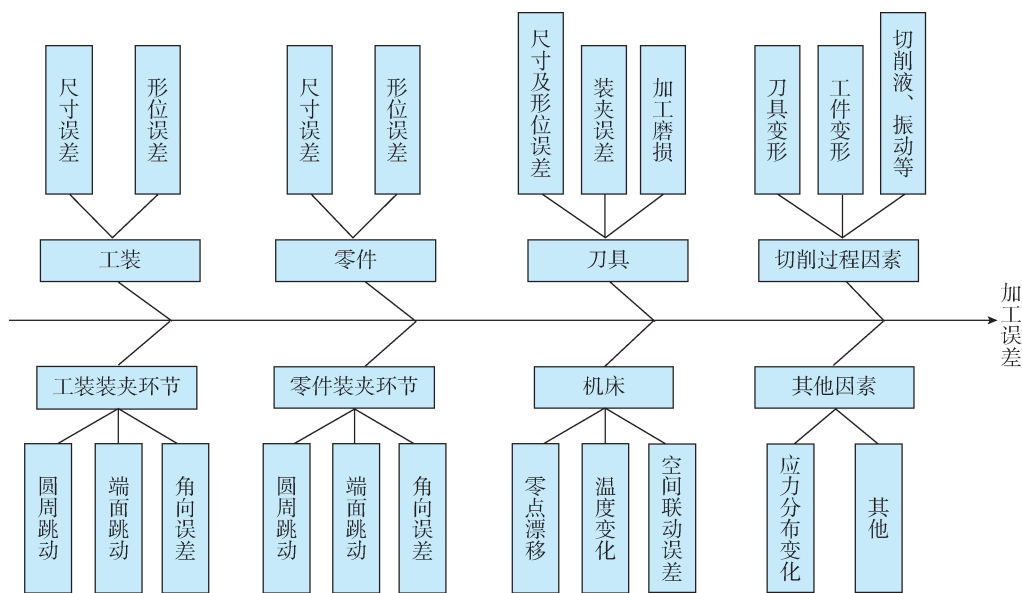 尺寸误差
形位误差
尺寸误差
形位误差
尺寸及形位误差
装夹误差
加工磨损
刀具变形
工件变形
切削液、振动等
工装
零件
刀具
切削过程因素
加工误差
工装装夹环节
零件装夹环节
机床
其他因素
圆周跳动
端面跳动
角向误差
圆周跳动
端面跳动
角向误差
零点漂移
温度变化
空间联动误差
应力分布变化
其他